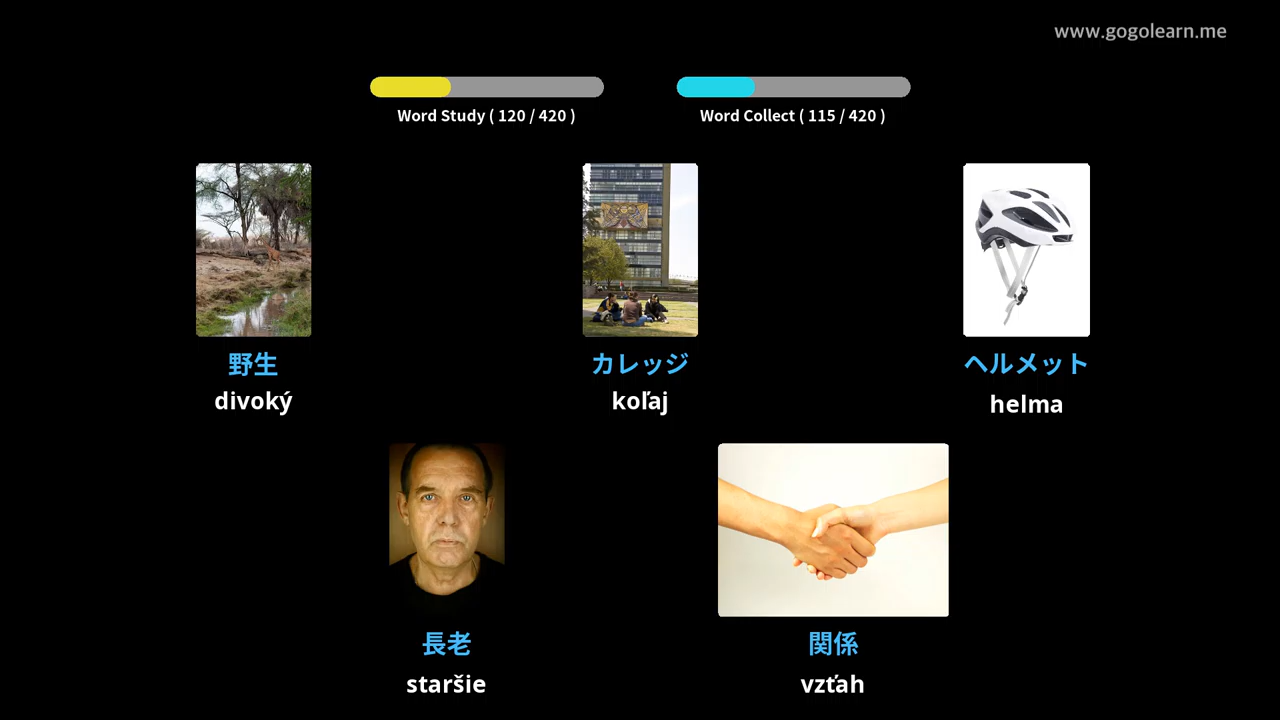 www.gogolearn.me
Word Study ( 120 / 420 )
Word Collect ( 115 / 420 )
野生
divoký
カレッジ
koľaj
ヘルメット
helma
長老
staršie
関係
vzťah